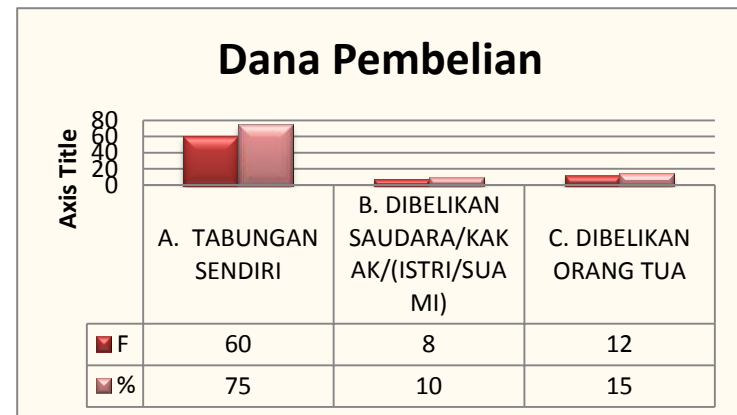 Dana Pembelian
Axis Title
80
60
40
20
0
A. TABUNGAN
SENDIRI
B. DIBELIKAN
SAUDARA/KAK
AK/(ISTRI/SUA
MI)
C. DIBELIKAN
ORANG TUA
F 60 8 12
% 75 10 15